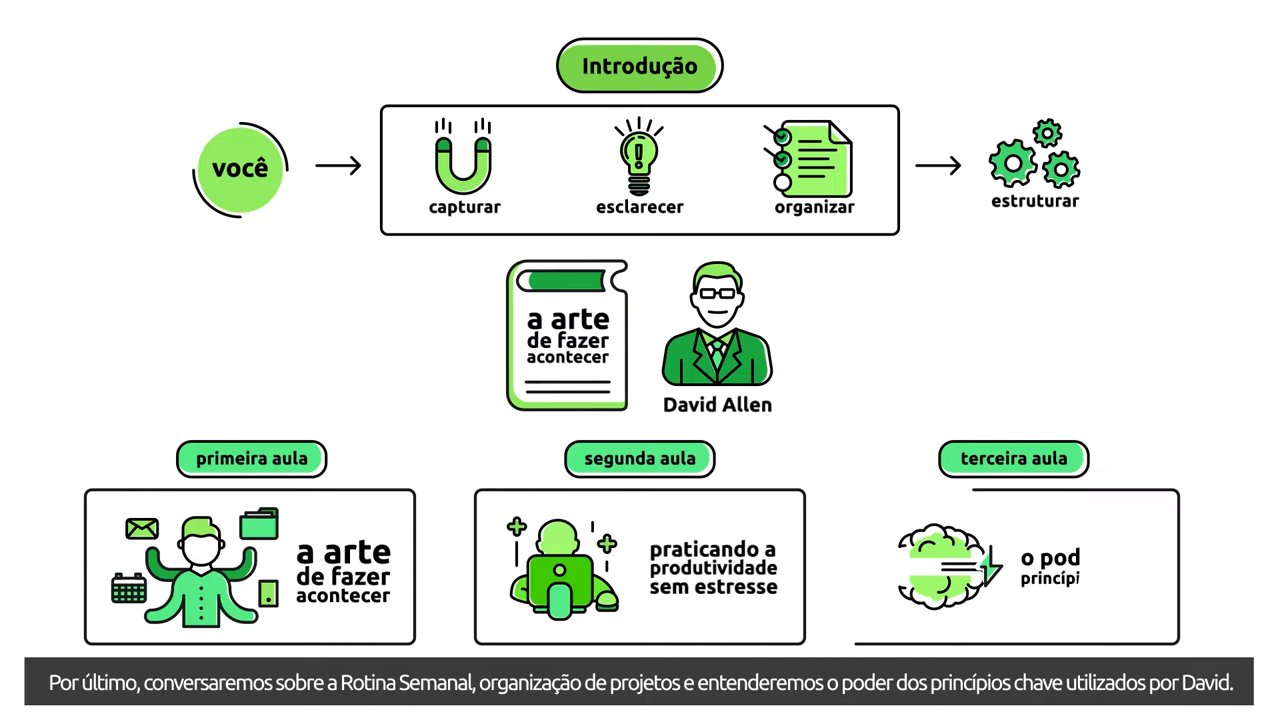 Introdução
você
capturar
esclarecer
organizar
estruturar
a arte
de fazer
acontecer
David Allen
primeira aula
segunda aula
terceira aula
a arte
de fazer
acontecer
praticando a
produtividade
sem estresse
o pod
princípi
Por último, conversaremos sobre a Rotina Semanal, organização de projetos e entenderemos o poder dos princípios chave utilizados por David.